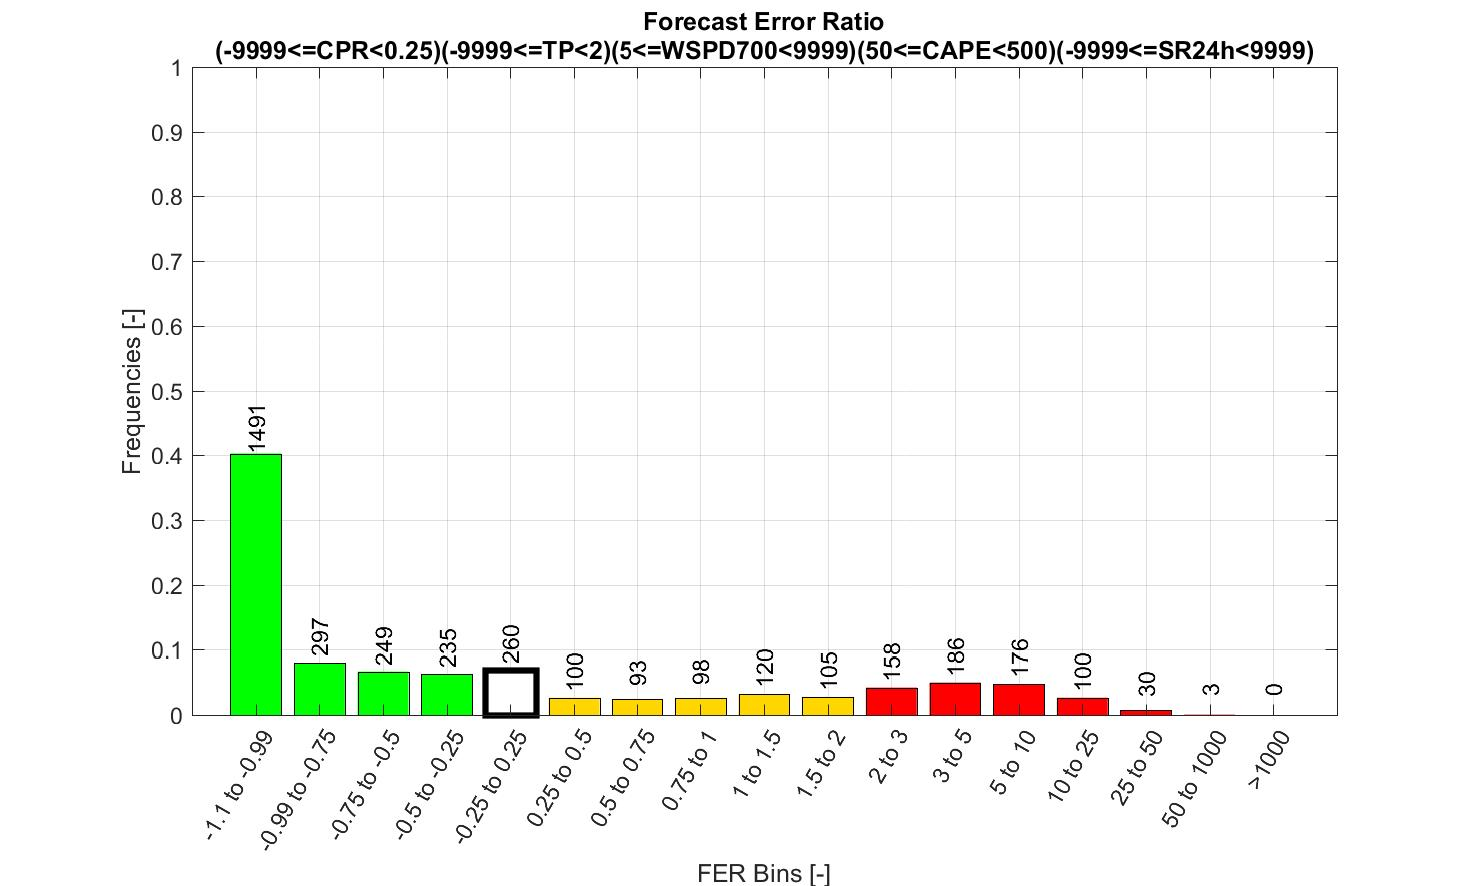 Forecast Error Ratio
(-9999<=CPR<0.25)(-9999<=TP<2)(5<=WSPD700<9999)(50<=CAPE<500)(-9999<=SR24h<9999)
1
0.9
0.8
0.7
0.6
0.5
0.4
0.3
0.2
0.1
0
Frequencies [-]
1491
297
249
235
260
100
93
98
120
105
158
186
176
100
30
3
0
-1.1 to -0.99
-0.99 to -0.75
-0.75 to -0.5
-0.5 to -0.25
-0.25 to 0.25
0.25 to 0.5
0.5 to 0.75
0.75 to 1
1 to 1.5
1.5 to 2
2 to 3
3 to 5
5 to 10
10 to 25
25 to 50
50 to 1000
>1000
FER Bins [-]